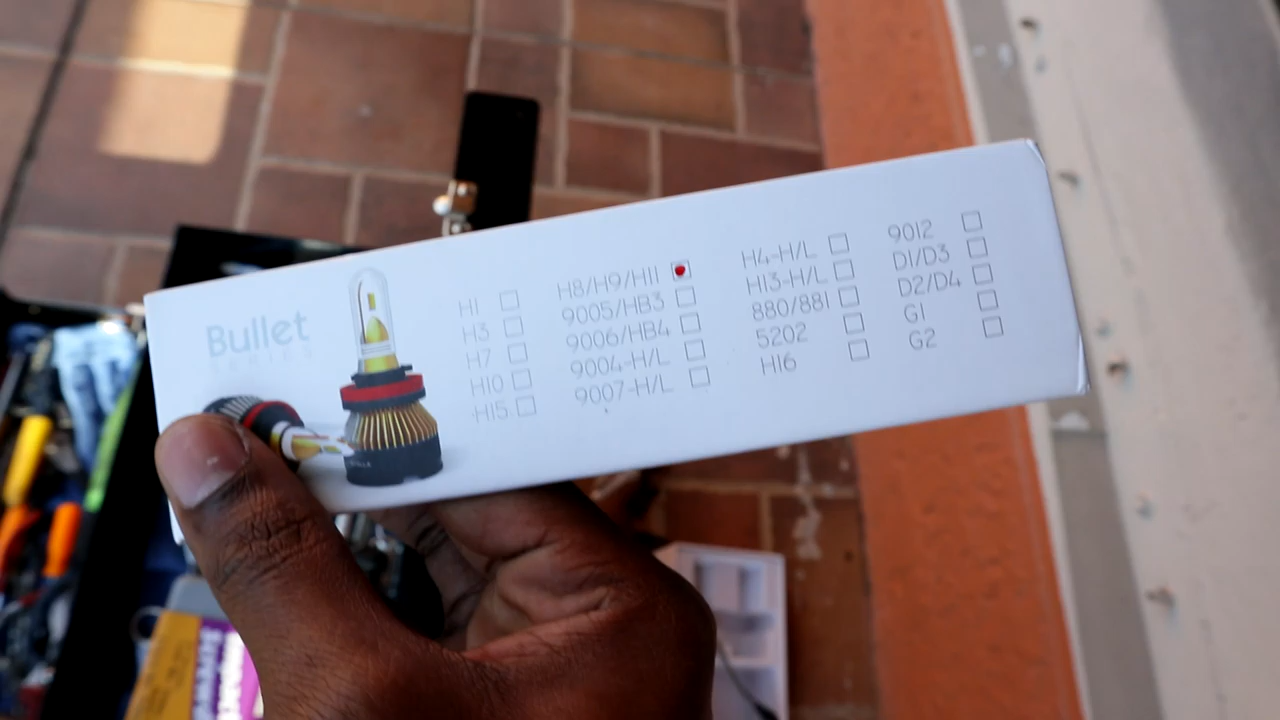 Bullet
SERIES
H1
H3
H7
H10
H15
H8/H9/H11
9005/HB3
9006/HB4
9004-H/L
9007-H/L
H4-H/L
H13-H/L
880/881
5202
H16
9012
D1/D3
D2/D4
G1
G2